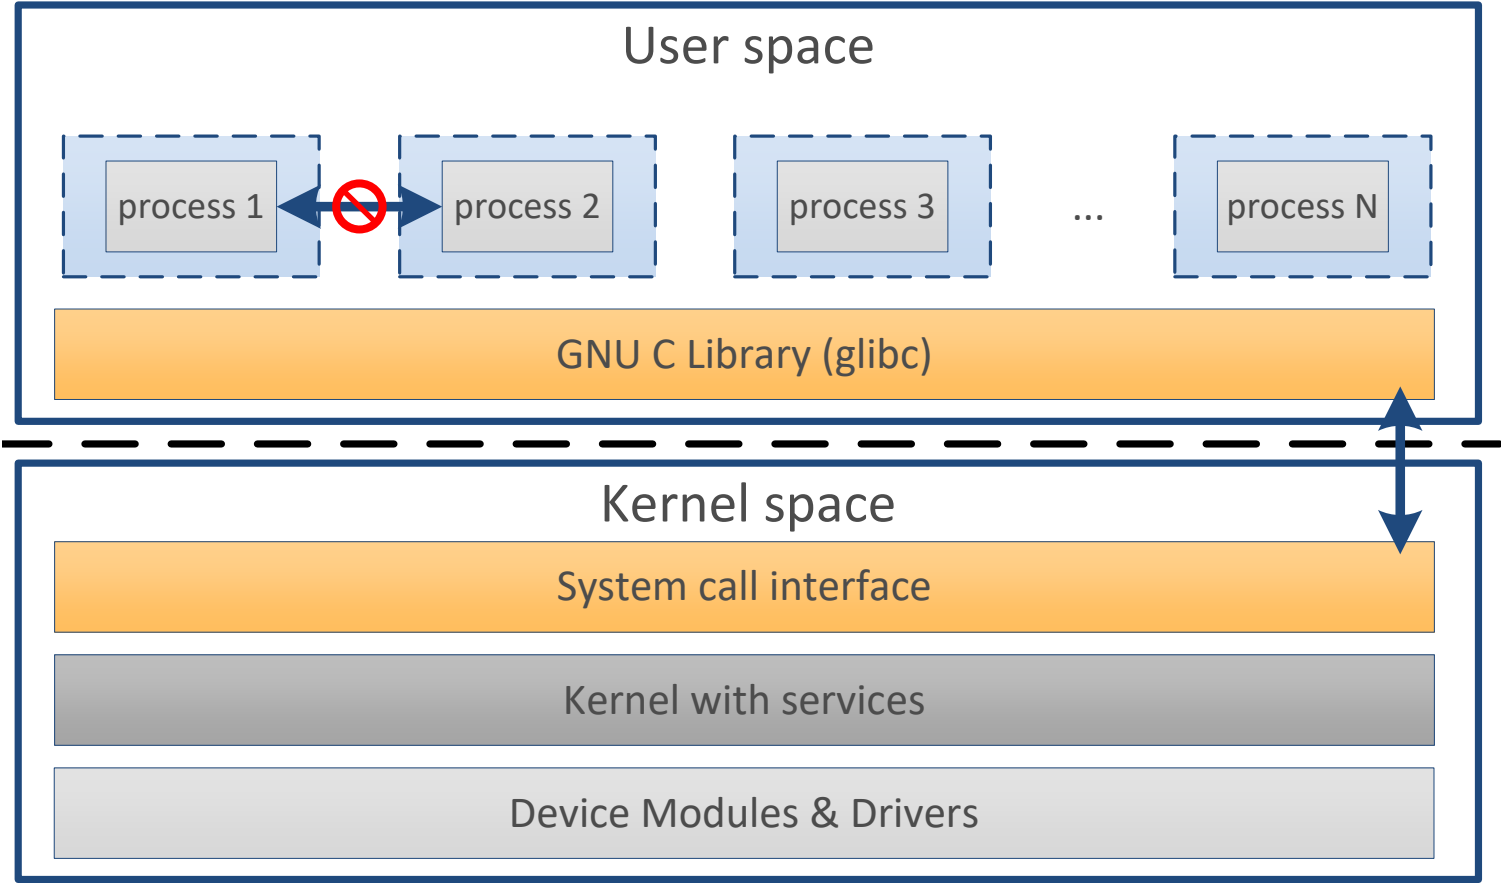 User space
process 1
process 2
process 3
...
process N
GNU C Library (glibc)
Kernel space
System call interface
Kernel with services
Device Modules & Drivers